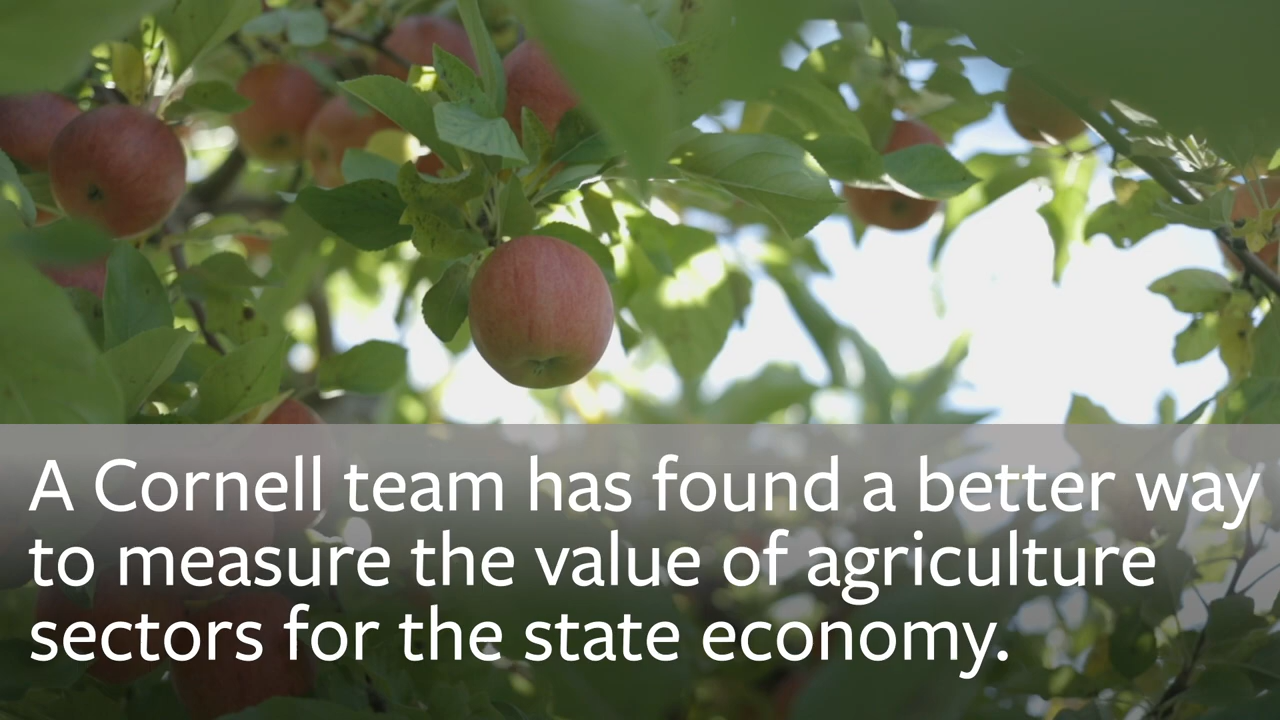 A Cornell team has found a better way
to measure the value of agriculture
sectors for the state economy.